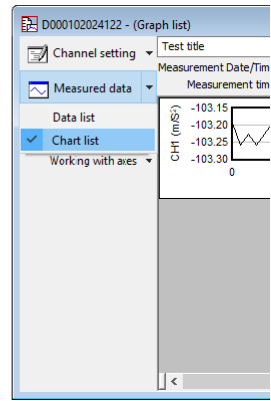 D000102024122 - (Graph list)
Channel setting
Test title
Measurement Date/Tim
Measured data
Measurement tim
Data list
Chart list
Working with axes
CH1 (m/S²)
-103.15
-103.20
-103.25
-103.30
0